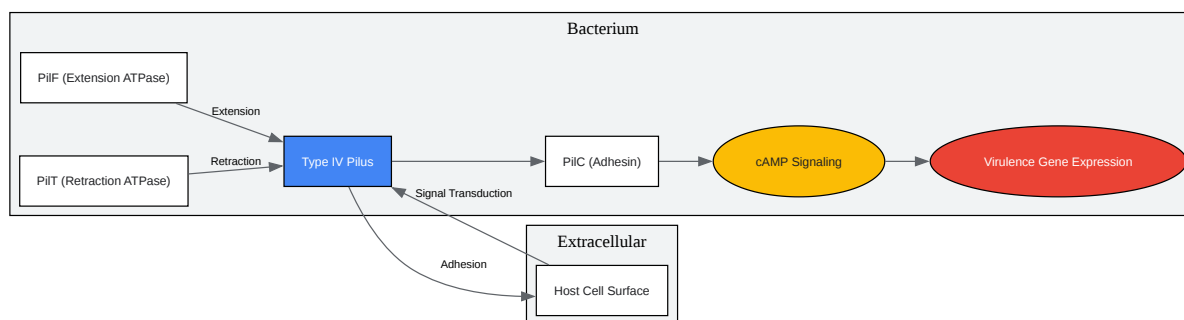 Bacterium
PilF (Extension ATPase)
Extension
PilT (Retraction ATPase)
Retraction
Type IV Pilus
PilC (Adhesin)
cAMP Signaling
Virulence Gene Expression
Signal Transduction
Adhesion
Extracellular
Host Cell Surface